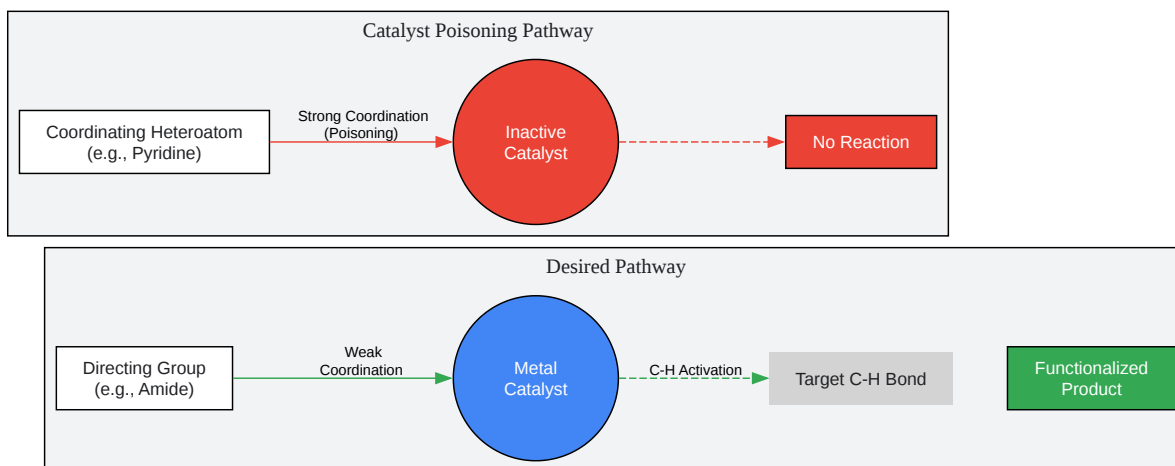 Catalyst Poisoning Pathway
Coordinating Heteroatom
(e.g., Pyridine)
Strong Coordination
(Poisoning)
Inactive
Catalyst
No Reaction
Desired Pathway
Directing Group
(e.g., Amide)
Weak
Coordination
Metal
Catalyst
C-H Activation
Target C-H Bond
Functionalized
Product